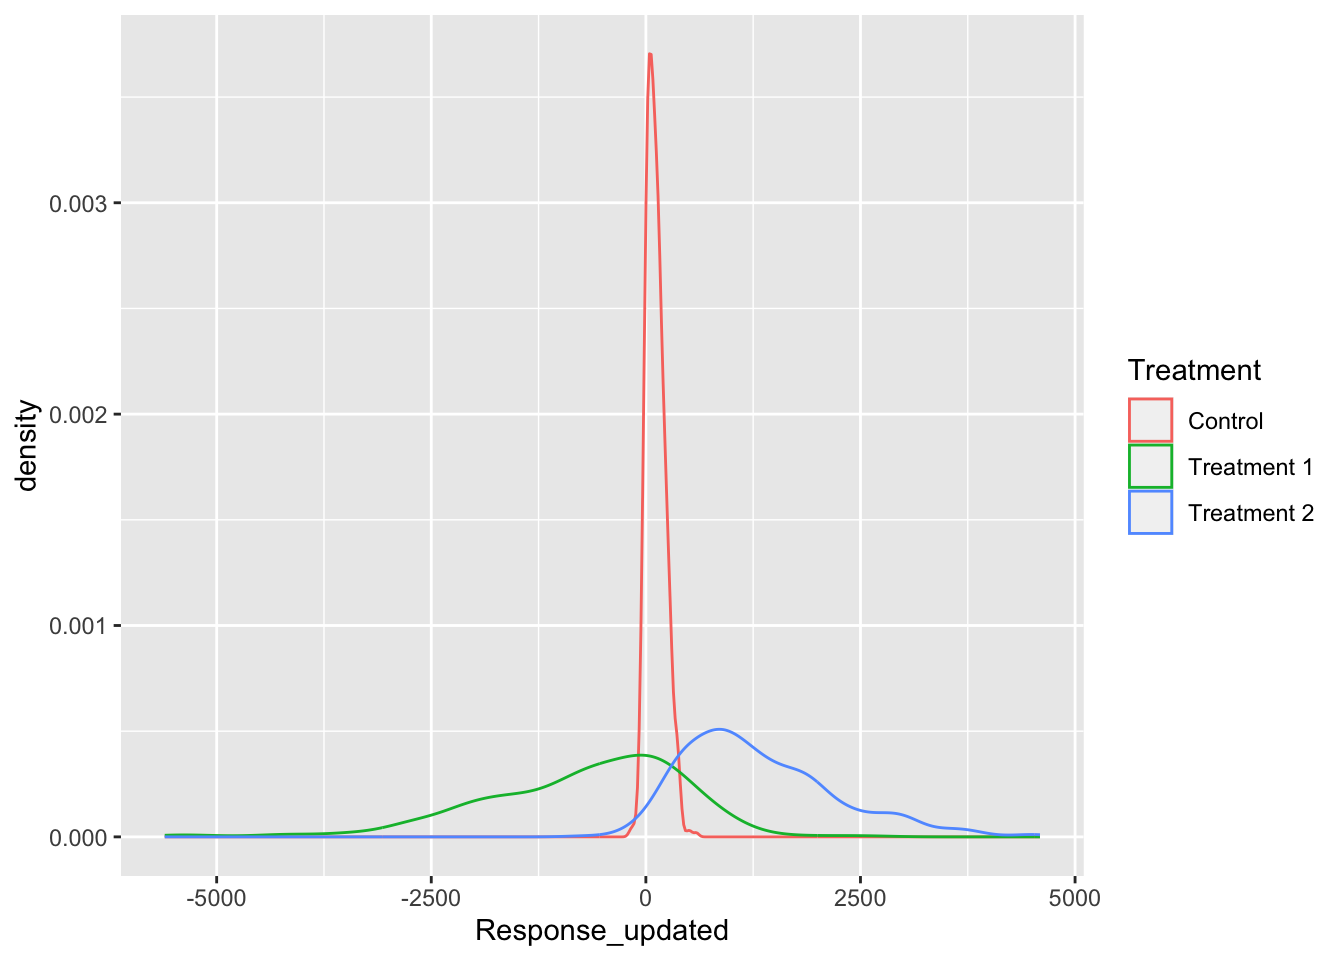 0.003
0.002
0.001
0.000
density
-5000 -2500 0 2500 5000
Response_updated
Treatment
Control
Treatment 1
Treatment 2